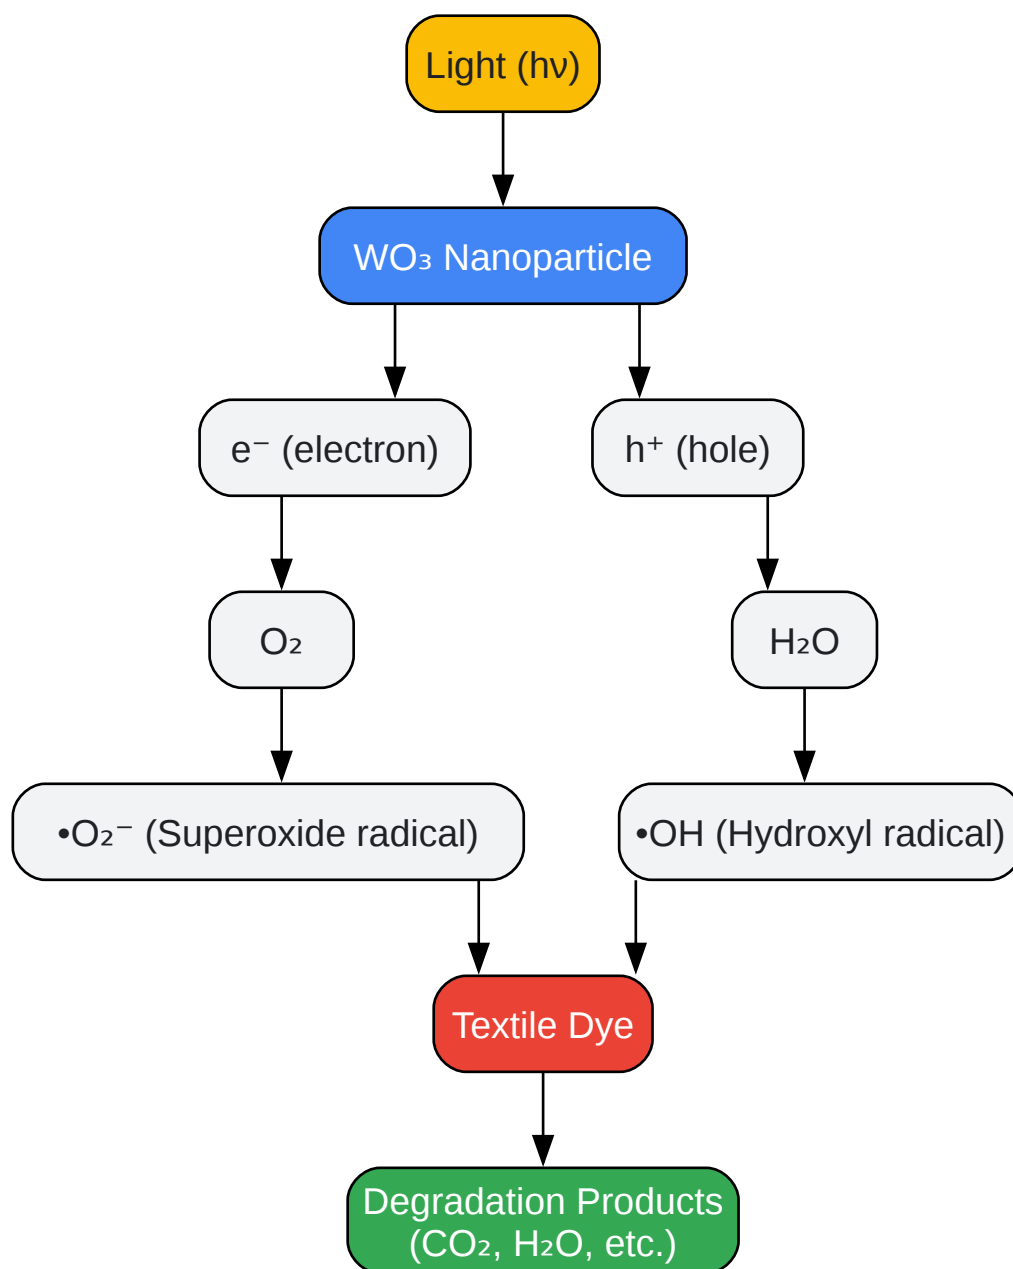 Light (hν)
WO₃ Nanoparticle
e⁻ (electron)
h⁺ (hole)
O₂
H₂O
•O₂⁻ (Superoxide radical)
•OH (Hydroxyl radical)
Textile Dye
Degradation Products
(CO₂, H₂O, etc.)